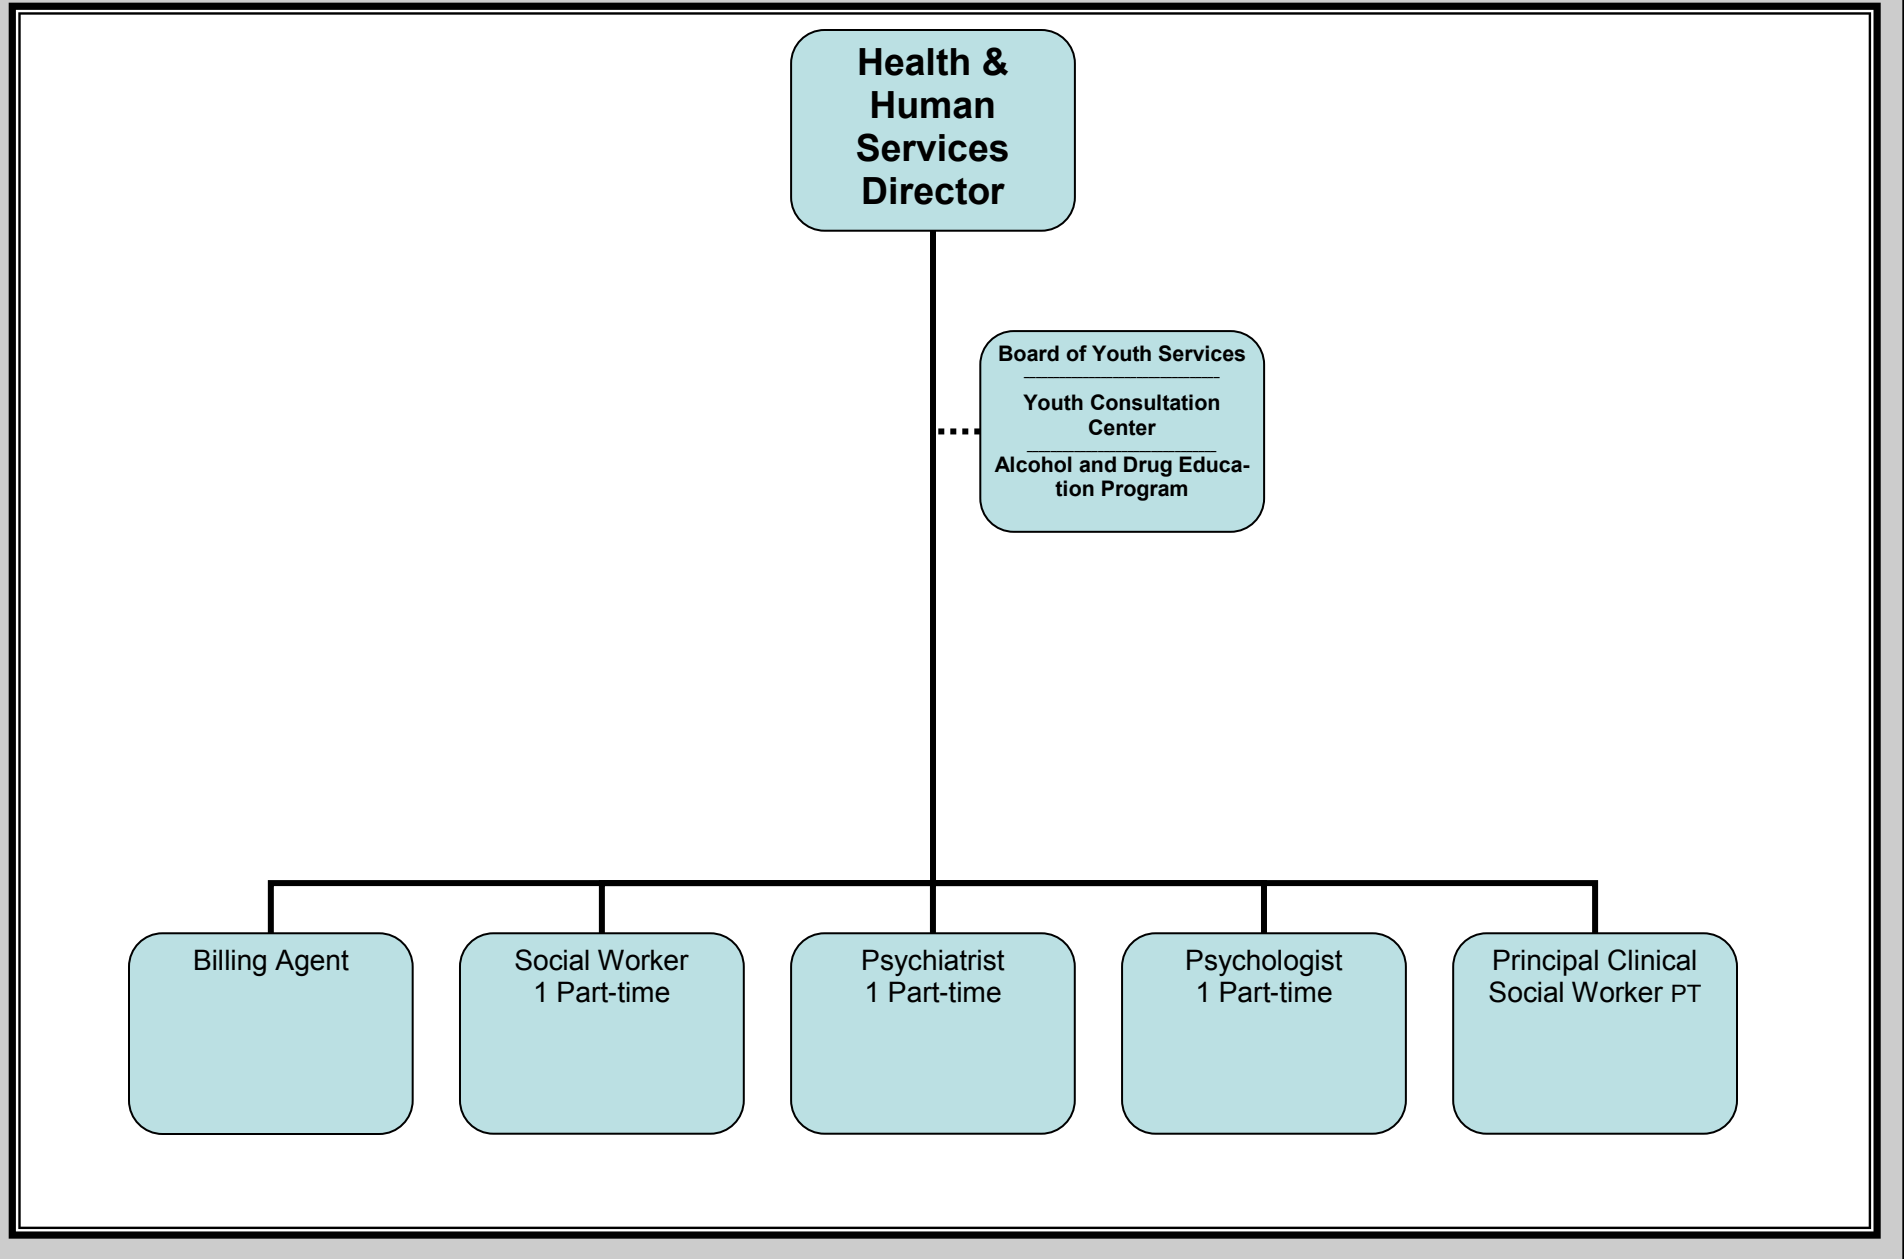 Health &
Human
Services
Director
Board of Youth Services
Youth Consultation
Center
Alcohol and Drug Educa-
tion Program
Billing Agent
Social Worker
1 Part-time
Psychiatrist
1 Part-time
Psychologist
1 Part-time
Principal Clinical
Social Worker PT